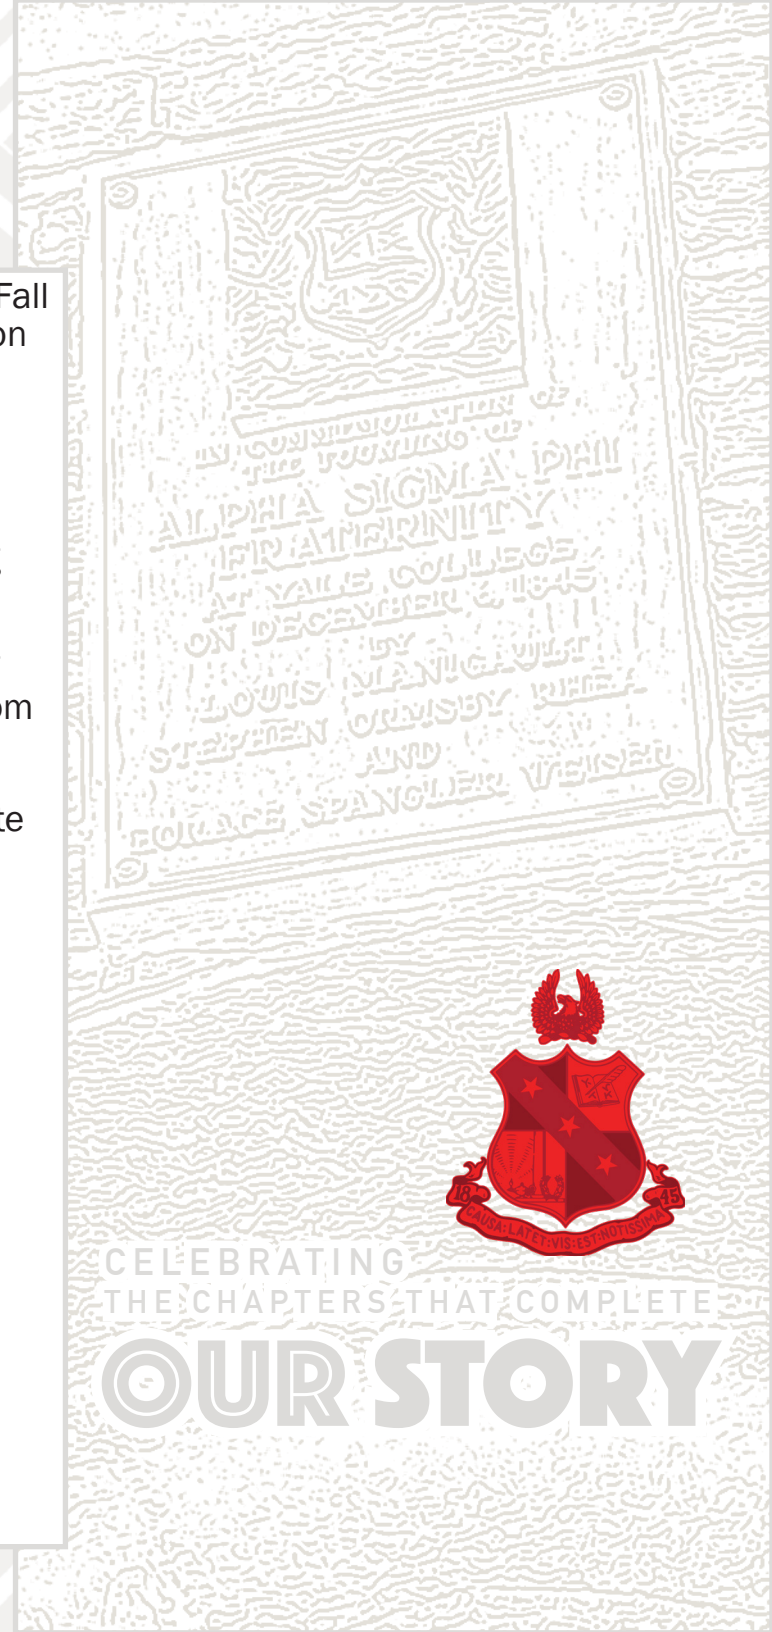 Fall
on
om
te
IN COMMEMORATION OF
THE FOUNDING OF
ALPHA SIGMA PHI
FRATERNITY
AT YALE COLLEGE
ON DECEMBER 6, 1845
BY
LOUIS MANIGAULT
STEPHEN ORMSBY RHEA
AND
HORACE SPANGLER WEISER
18 45
CAUSA:LATET:VIS:EST:NOTISSIMA
CELEBRATING
THE CHAPTERS THAT COMPLETE
OUR STORY